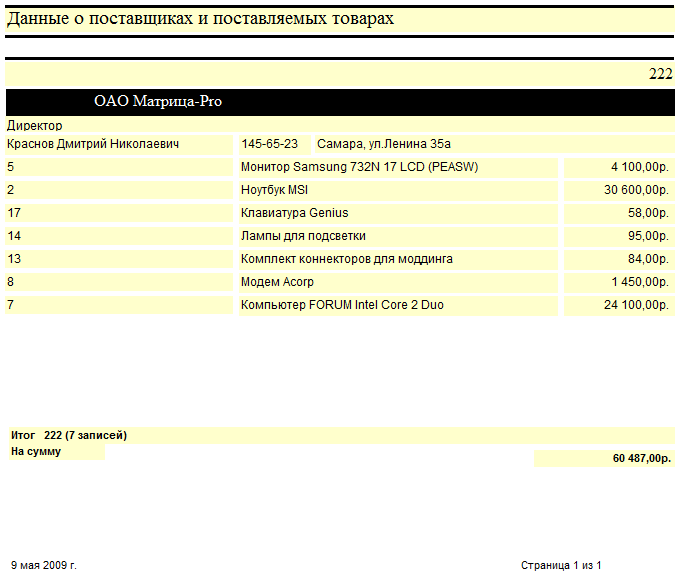 Данные о поставщиках и поставляемых товарах
222
ОАО Матрица-Pro
Директор
Краснов Дмитрий Николаевич 145-65-23 Самара, ул.Ленина 35а
5 Монитор Samsung 732N 17 LCD (PEASW) 4 100,00р.
2 Ноутбук MSI 30 600,00р.
17 Клавиатура Genius 58,00р.
14 Лампы для подсветки 95,00р.
13 Комплект коннекторов для моддинга 84,00р.
8 Модем Acorp 1 450,00р.
7 Компьютер FORUM Intel Core 2 Duo 24 100,00р.
Итог 222 (7 записей)
На сумму 60 487,00р.
9 мая 2009 г. Страница 1 из 1